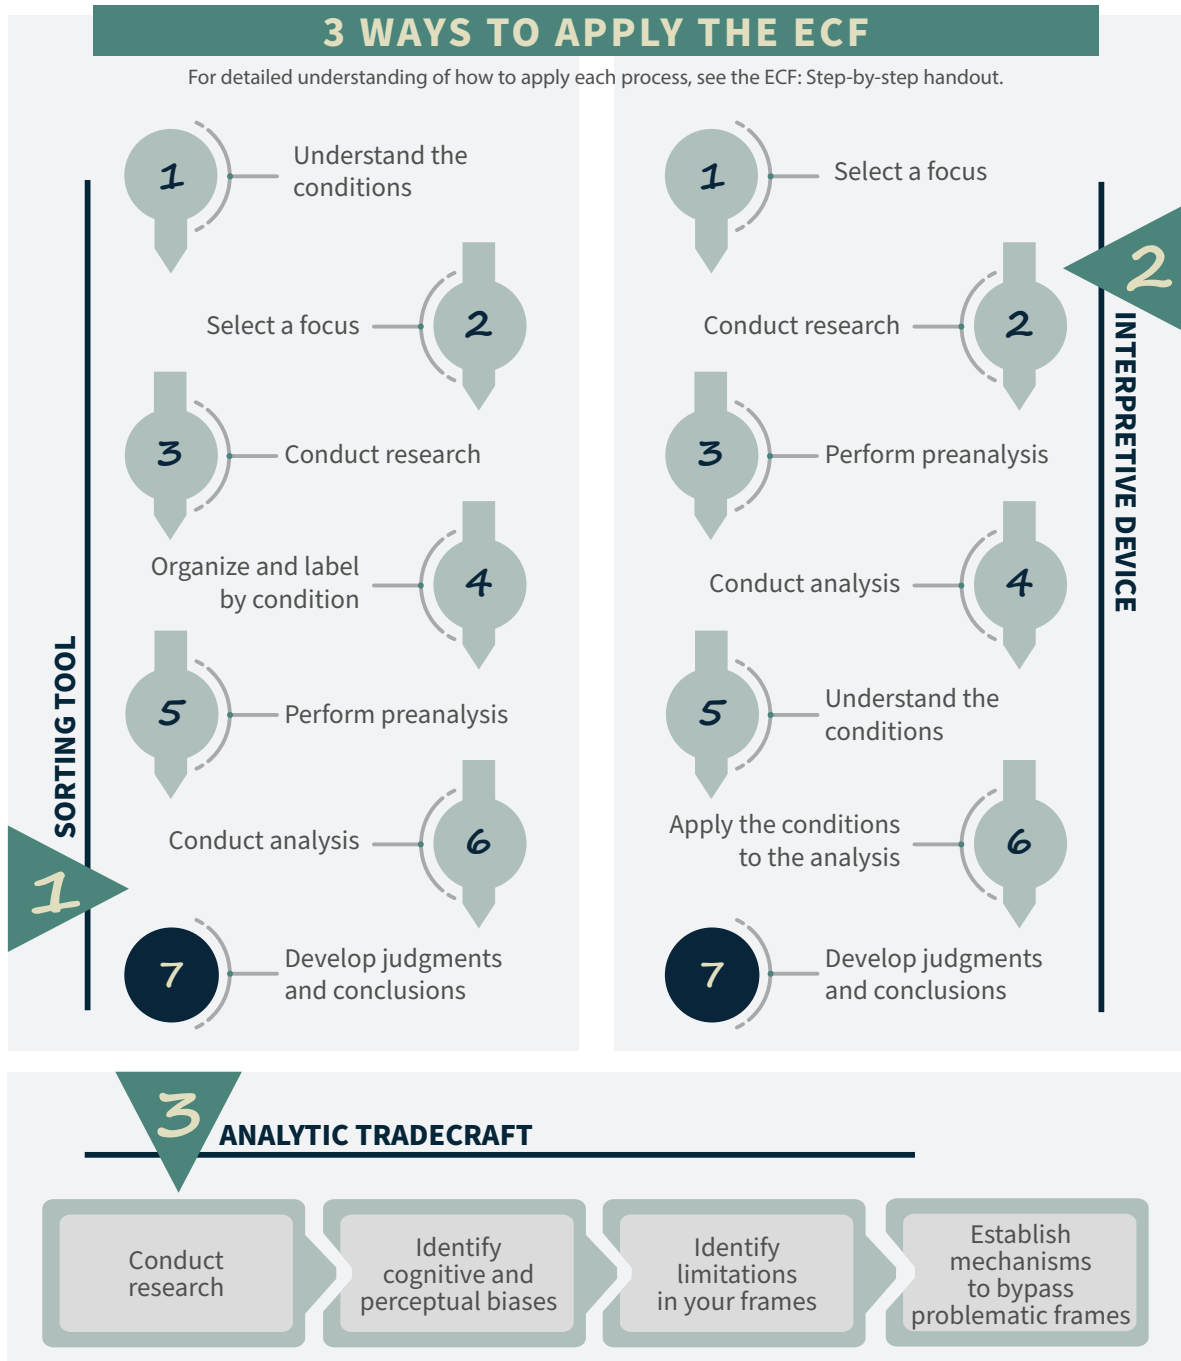 3 WAYS TO APPLY THE ECF
For detailed understanding of how to apply each process, see the ECF: Step-by-step handout.
1
SORTING TOOL
1
Understand the
conditions
2
Select a focus
3
Conduct research
4
Organize and label
by condition
5
Perform preanalysis
6
Conduct analysis
7
Develop judgments
and conclusions
2
INTERPRETIVE DEVICE
1
Select a focus
2
Conduct research
3
Perform preanalysis
4
Conduct analysis
5
Understand the
conditions
6
Apply the conditions
to the analysis
7
Develop judgments
and conclusions
3
ANALYTIC TRADECRAFT
Conduct
research
Identify
cognitive and
perceptual biases
Identify
limitations
in your frames
Establish
mechanisms
to bypass
problematic frames